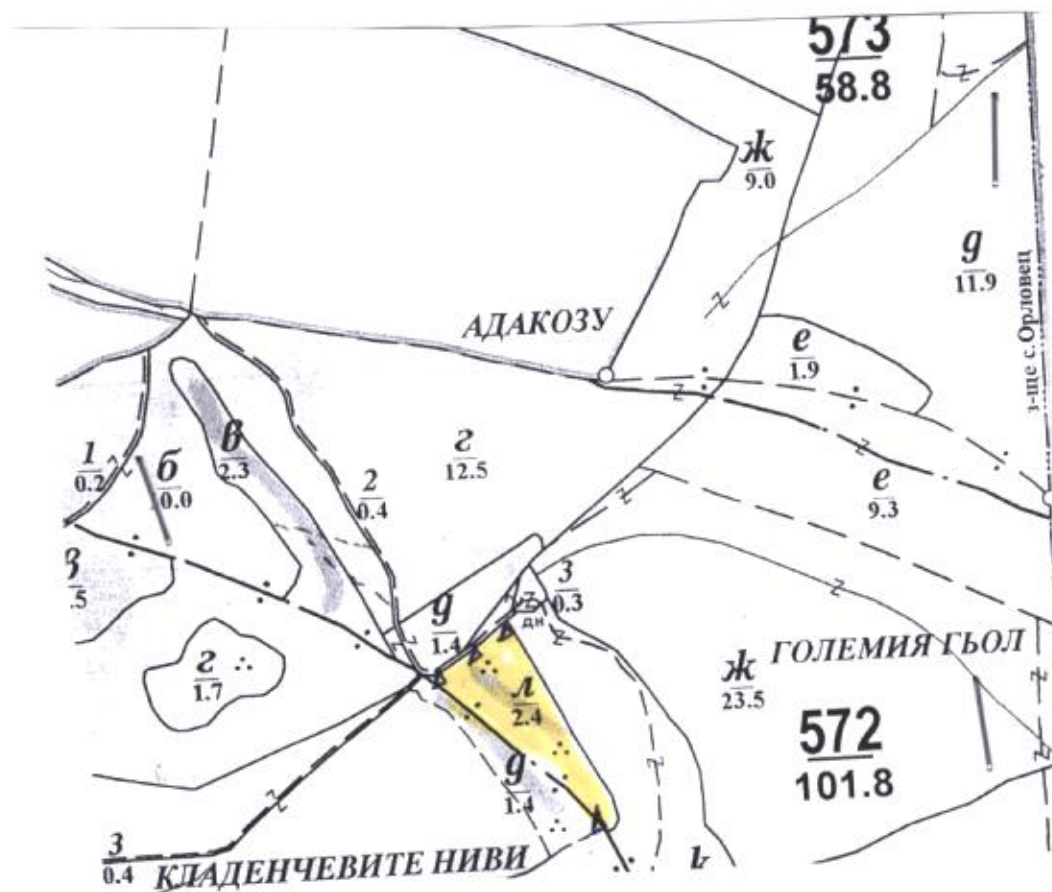 573
58.8
ж
9.0
д
11.9
з-ще с.Орловец
АДАКОЗУ
е
1.9
в
2.3
г
12.5
1
0.2
б
0.0
2
0.4
е
9.3
.5
д
1.4
3
0.3
дн
г
1.7
л
2.4
ж
23.5
ГОЛЕМИЯ ГЬОЛ
572
101.8
д
1.4
3
0.4
КЛАДЕНЧЕВИТЕ НИВИ